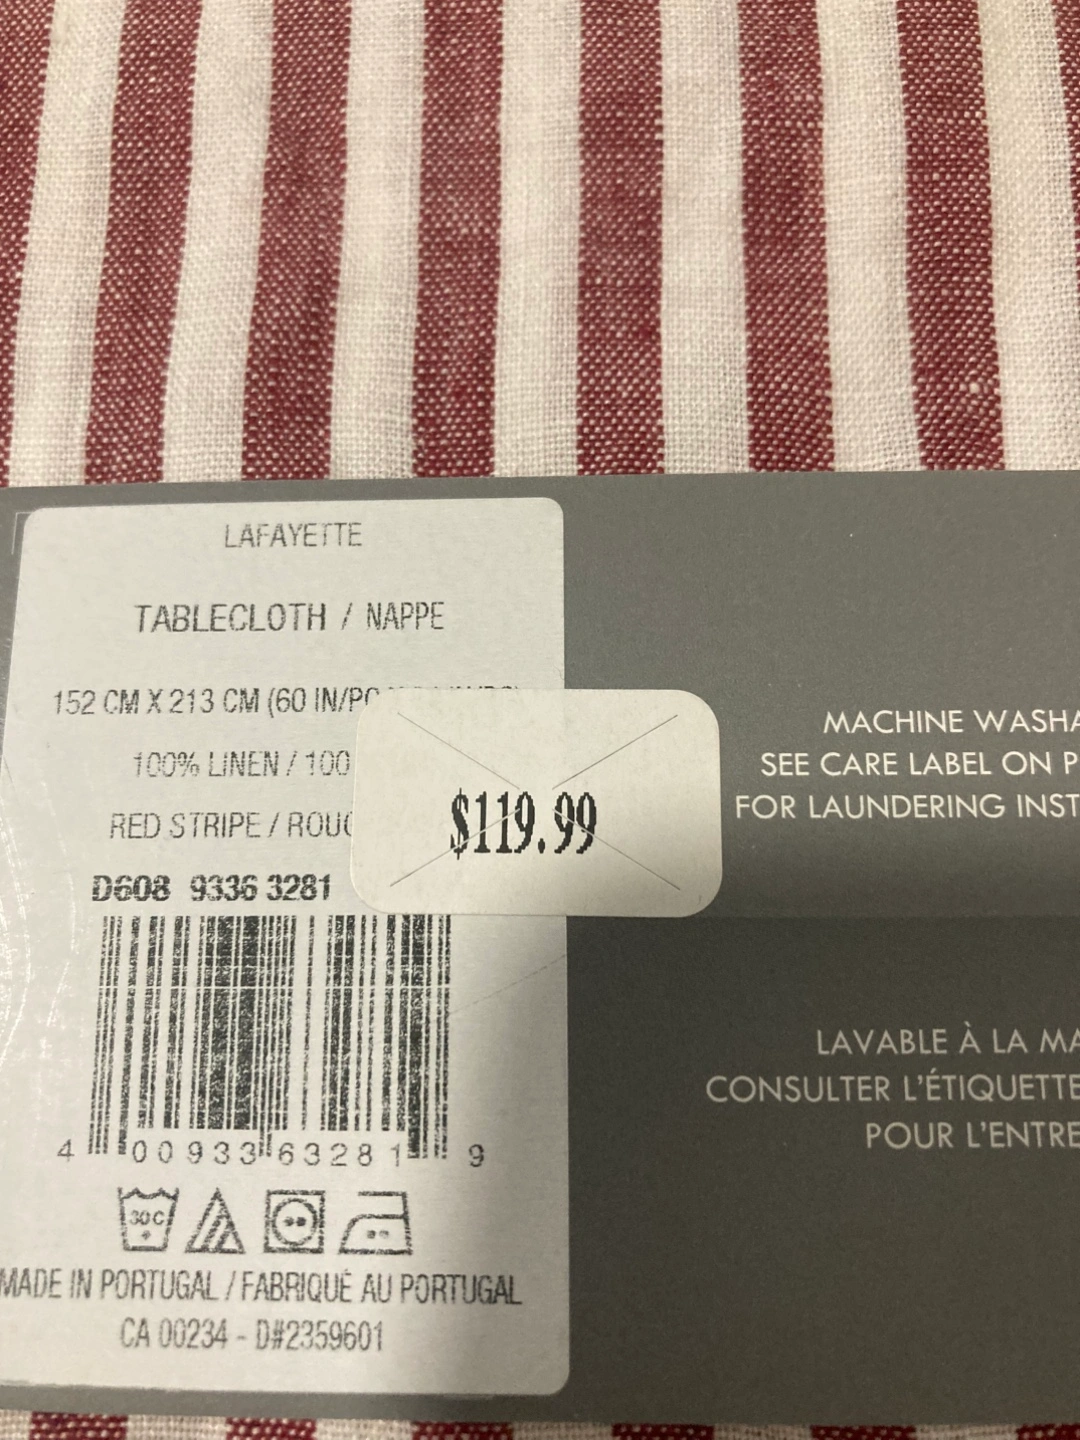 LAFAYETTE
TABLECLOTH / NAPPE
152 CM X 213 CM (60 IN/PO
100% LINEN / 100
$119.99
RED STRIPE / ROUG
D608 9336 3281
4 00933 63281 9
30C
MADE IN PORTUGAL / FABRIQUÉ AU PORTUGAL
CA 00234 - D#2359601
MACHINE WASHA
SEE CARE LABEL ON P
FOR LAUNDERING INST
LAVABLE À LA MA
CONSULTER L'ÉTIQUETTE
POUR L'ENTRE